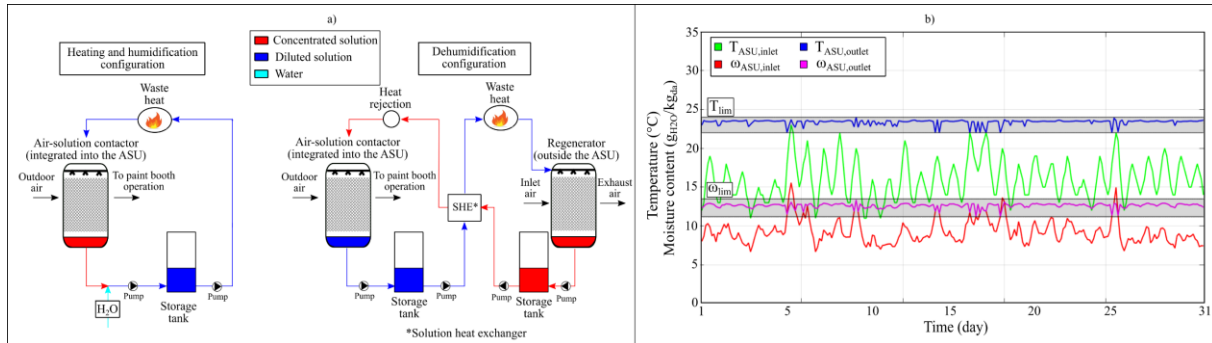 a)
Heating and humidification
configuration
Waste
heat
Air-solution contactor
(integrated into the ASU)
Outdoor
air
To paint booth
operation
Pump
Pump
H₂O
Storage
tank
Concentrated solution
Diluted solution
Water
Dehumidification
configuration
Heat
rejection
Waste
heat
Air-solution contactor
(integrated into the ASU)
Regenerator
(outside the ASU)
Outdoor
air
To paint booth
operation
Inlet
air
Exhaust
air
SHE*
Pump
Pump
Pump
Pump
Storage
tank
Storage
tank
*Solution heat exchanger
b)
Temperature (°C)
Moisture content (g_H2O/kg_da)
35
30
25
20
15
10
5
0
T_ASU,inlet
T_ASU,outlet
ω_ASU,inlet
ω_ASU,outlet
T_lim
ω_lim
1 5 10 15 20 25 31
Time (day)